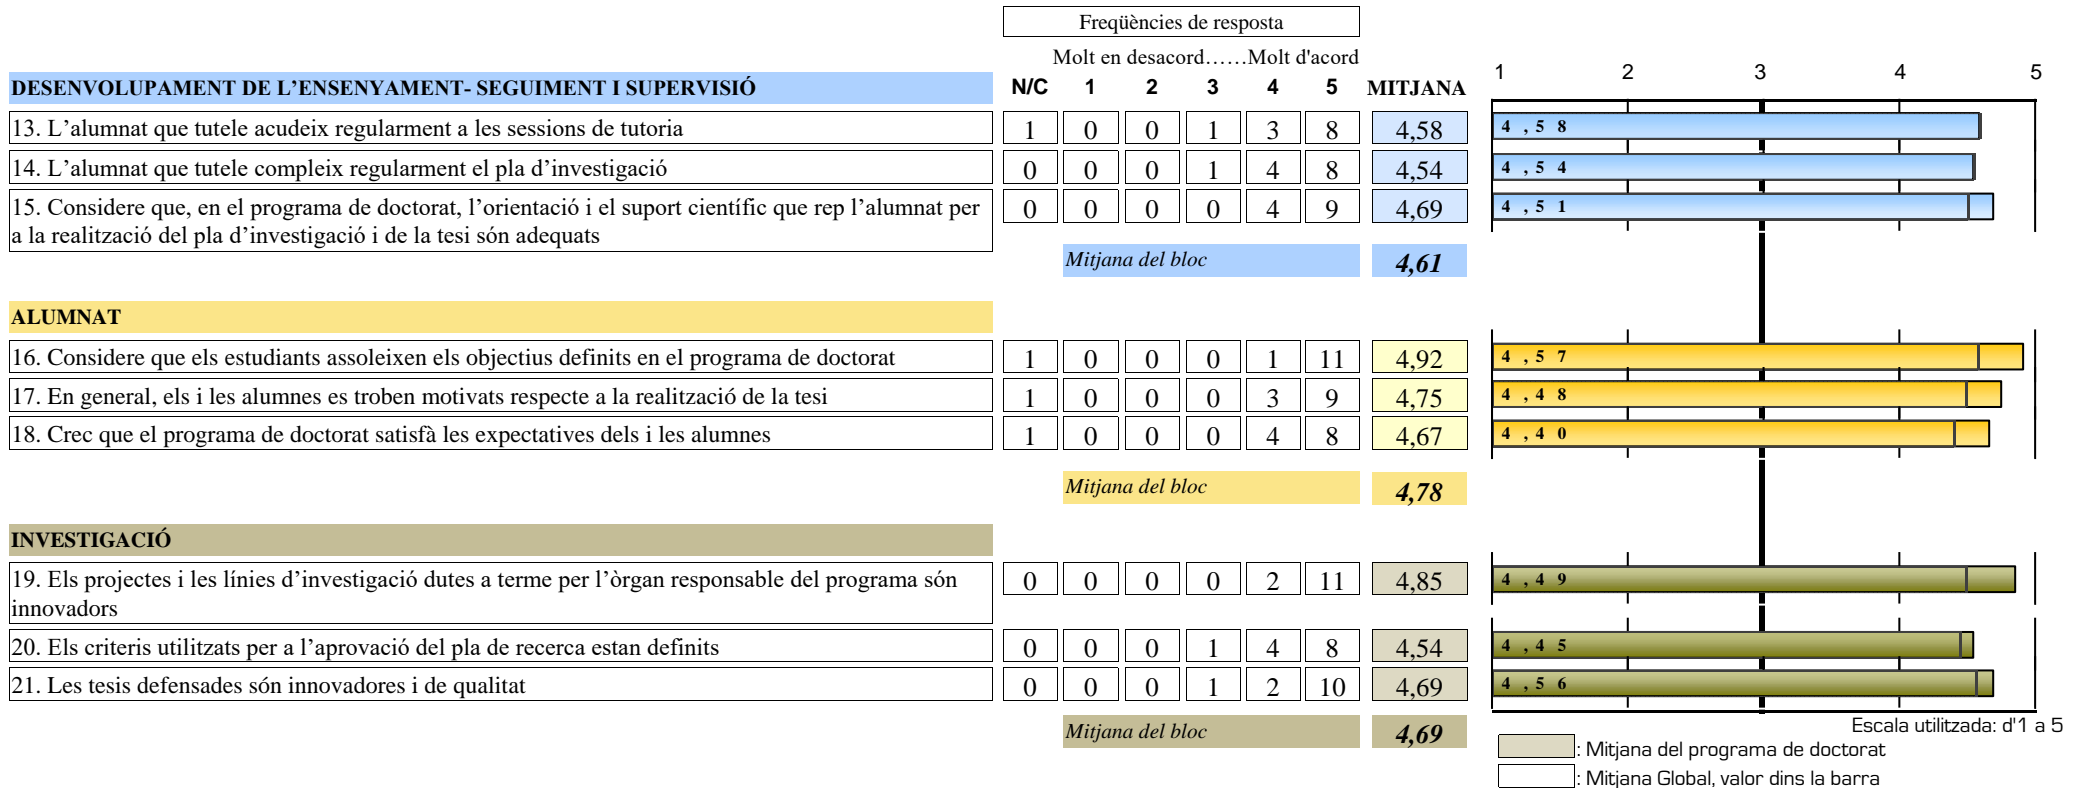 Freqüències de resposta
Molt en desacord……Molt d'acord
DESENVOLUPAMENT DE L’ENSENYAMENT- SEGUIMENT I SUPERVISIÓ N/C 1 2 3 4 5 MITJANA 1 2 3 4 5
13. L’alumnat que tutele acudeix regularment a les sessions de tutoria 1 0 0 1 3 8 4,58 4,58
14. L’alumnat que tutele compleix regularment el pla d’investigació 0 0 0 1 4 8 4,54 4,54
15. Considere que, en el programa de doctorat, l’orientació i el suport científic que rep l’alumnat per 0 0 0 0 4 9 4,69 4,51
a la realització del pla d’investigació i de la tesi són adequats
Mitjana del bloc 4,61
ALUMNAT
16. Considere que els estudiants assoleixen els objectius definits en el programa de doctorat 1 0 0 0 1 11 4,92 4,57
17. En general, els i les alumnes es troben motivats respecte a la realització de la tesi 1 0 0 0 3 9 4,75 4,48
18. Crec que el programa de doctorat satisfà les expectatives dels i les alumnes 1 0 0 0 4 8 4,67 4,40
Mitjana del bloc 4,78
INVESTIGACIÓ
19. Els projectes i les línies d’investigació dutes a terme per l’òrgan responsable del programa són 0 0 0 0 2 11 4,85 4,49
innovadors
20. Els criteris utilitzats per a l’aprovació del pla de recerca estan definits 0 0 0 1 4 8 4,54 4,45
21. Les tesis defensades són innovadores i de qualitat 0 0 0 1 2 10 4,69 4,56
Mitjana del bloc 4,69
Escala utilitzada: d'1 a 5
: Mitjana del programa de doctorat
: Mitjana Global, valor dins la barra